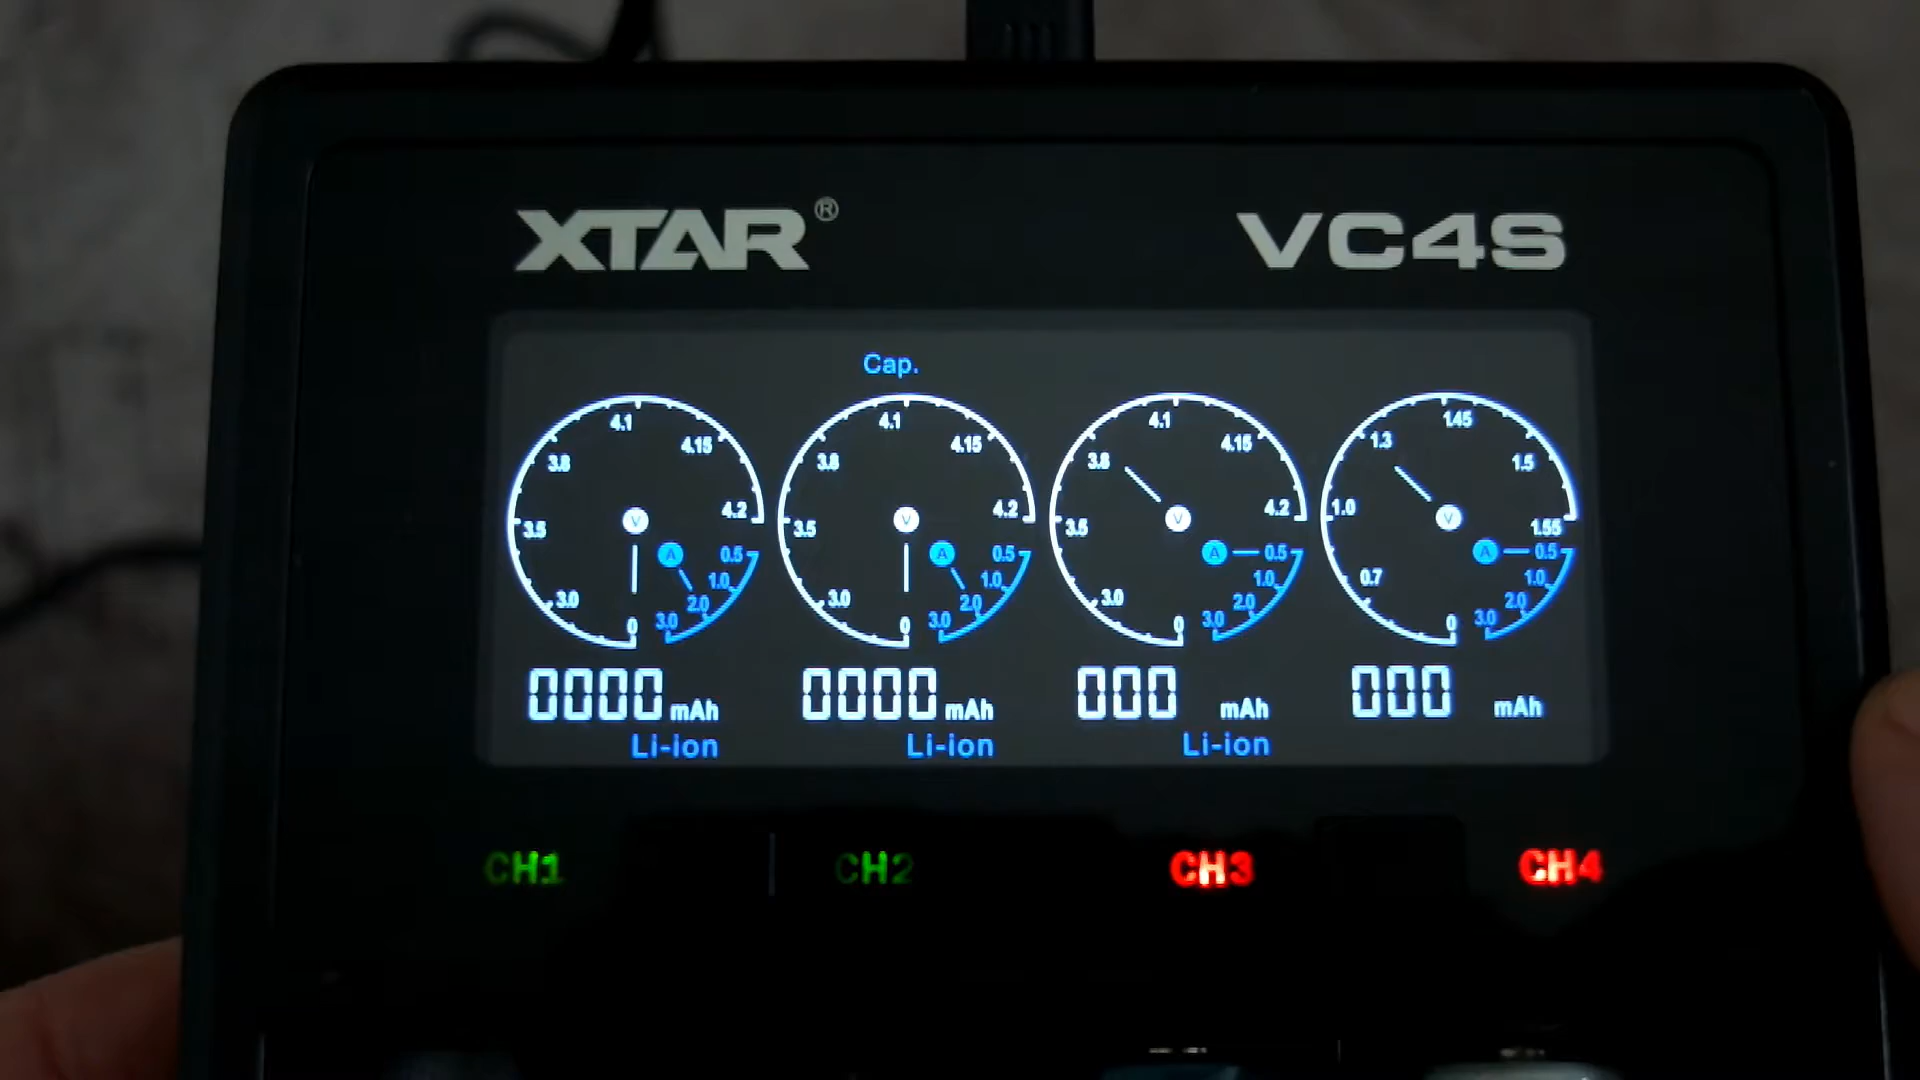 XTAR® VC4S
Cap.
4.1 4.1 4.1 1.45
3.8 4.15 3.8 4.15 3.8 4.15 1.3 1.5
3.5 4.2 3.5 4.2 3.5 4.2 1.0 1.55
V V V V
A 0.5 A 0.5 A 0.5 A 0.5
3.0 1.0 3.0 1.0 3.0 1.0 0.7 1.0
2.0 2.0 2.0 2.0
0 3.0 0 3.0 0 3.0 0 3.0
0000 mAh 0000 mAh 000 mAh 000 mAh
Li-ion Li-ion Li-ion
CH1 CH2 CH3 CH4